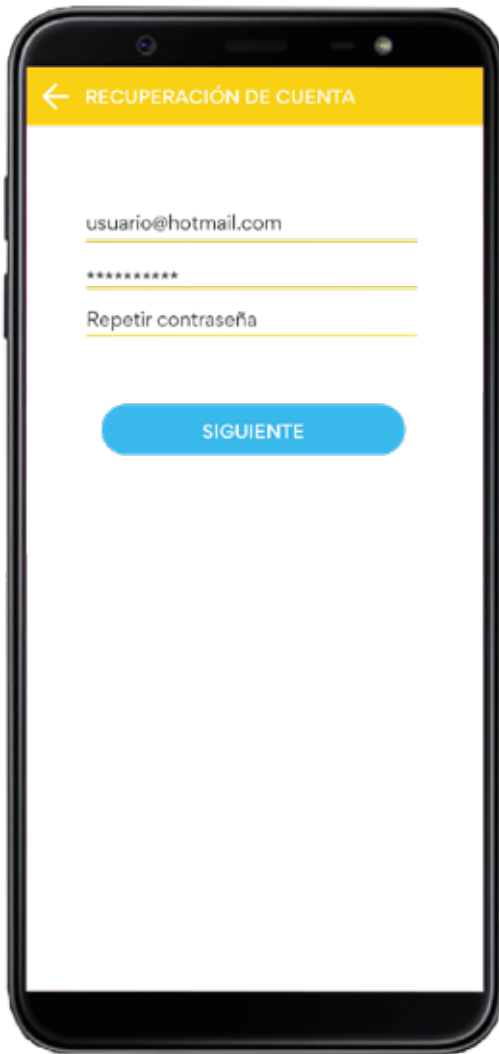 RECUPERACIÓN DE CUENTA
usuario@hotmail.com
**********
Repetir contraseña
SIGUIENTE